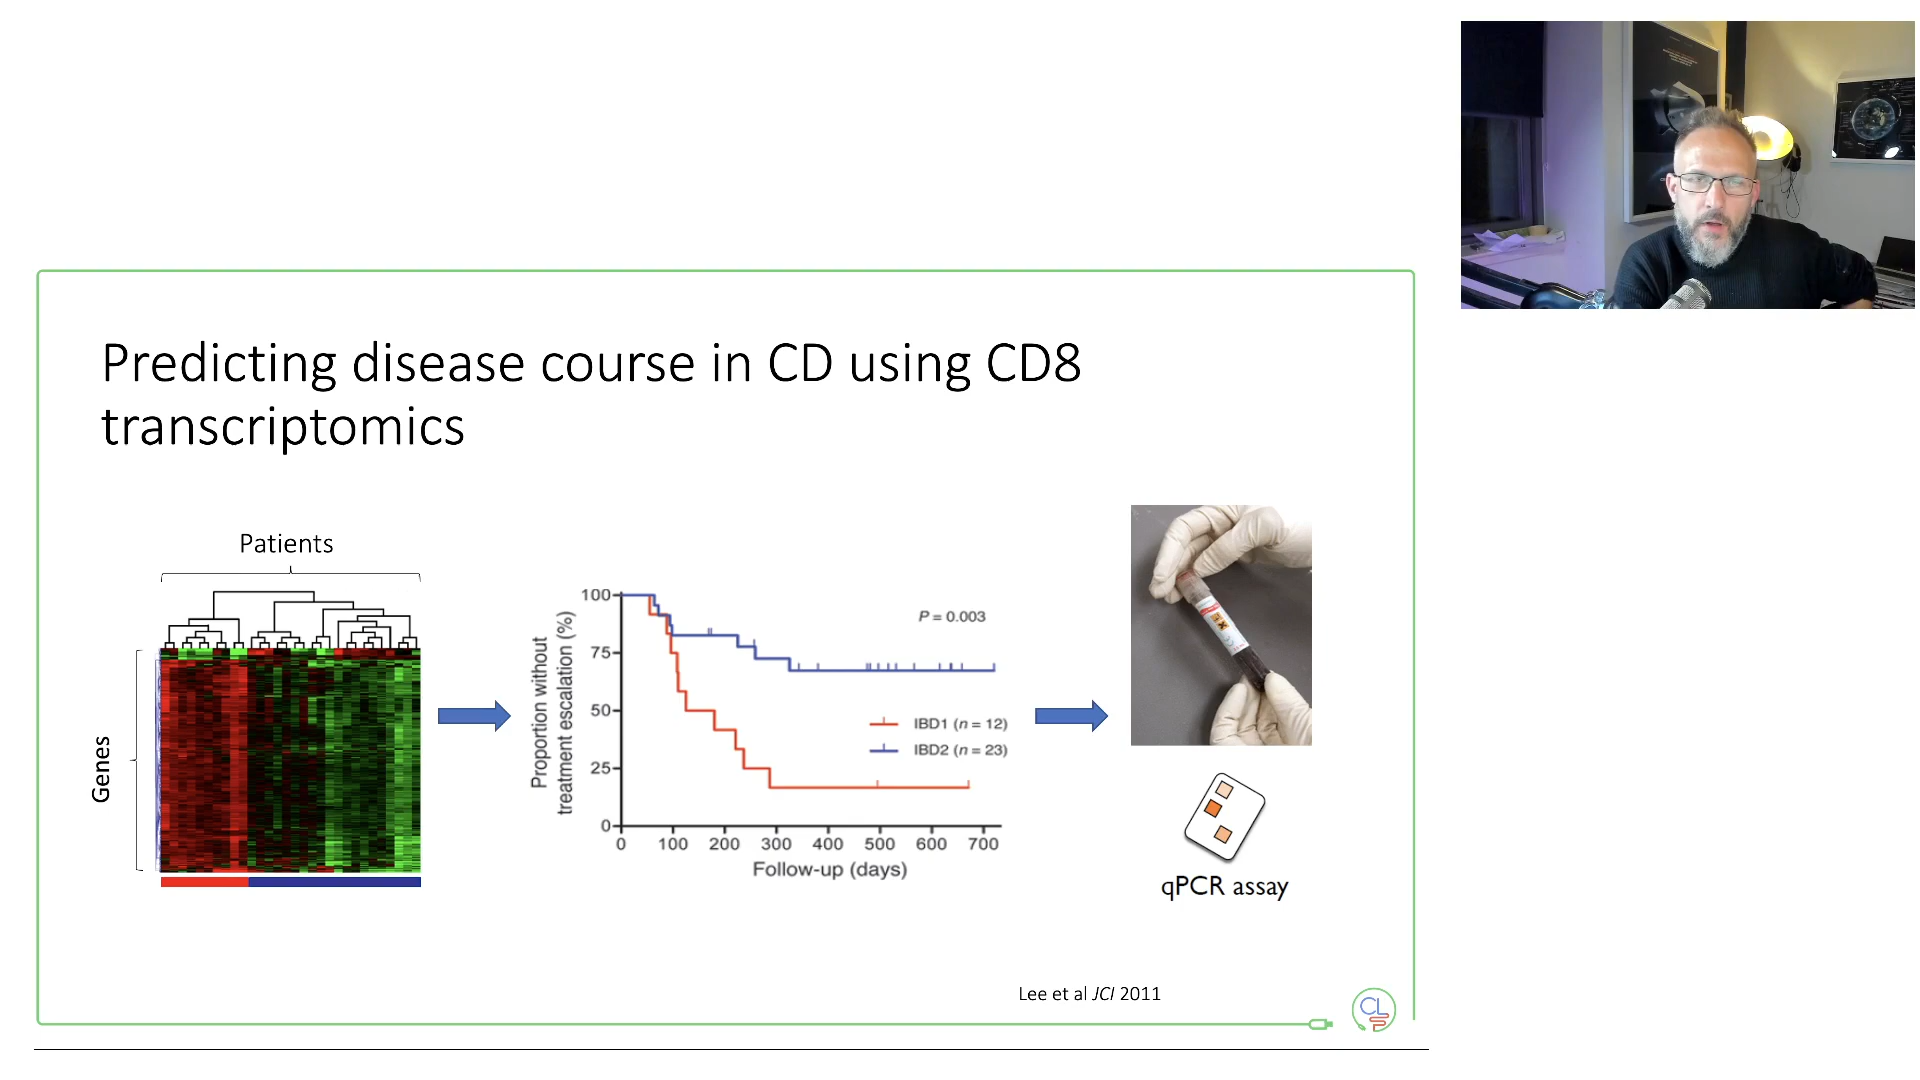 Predicting disease course in CD using CD8
transcriptomics
Patients
Genes
Proportion without
treatment escalation (%)
100
75
50
25
0
P = 0.003
IBD1 (n = 12)
IBD2 (n = 23)
0 100 200 300 400 500 600 700
Follow-up (days)
qPCR assay
Lee et al JCI 2011
CL